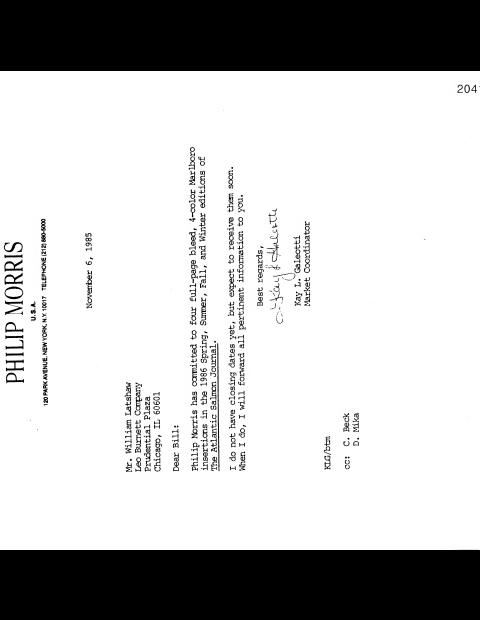 2041
PHILIP MORRIS
U.S.A.
120 PARK AVENUE, NEW YORK, N.Y. 10017 TELEPHONE (212) 880-5000
November 6, 1985
Mr. William Latshaw
Leo Burnett Company
Prudential Plaza
Chicago, IL 60601
Dear Bill:
Philip Morris has committed to four full-page bleed, 4-color Marlboro
insertions in the 1986 Spring, Summer, Fall, and Winter editions of
The Atlantic Salmon Journal.
I do not have closing dates yet, but expect to receive them soon.
When I do, I will forward all pertinent information to you.
Best regards,
Kay L. Galeotti
Market Coordinator
KLG/btm
cc: C. Beck
D. Mika